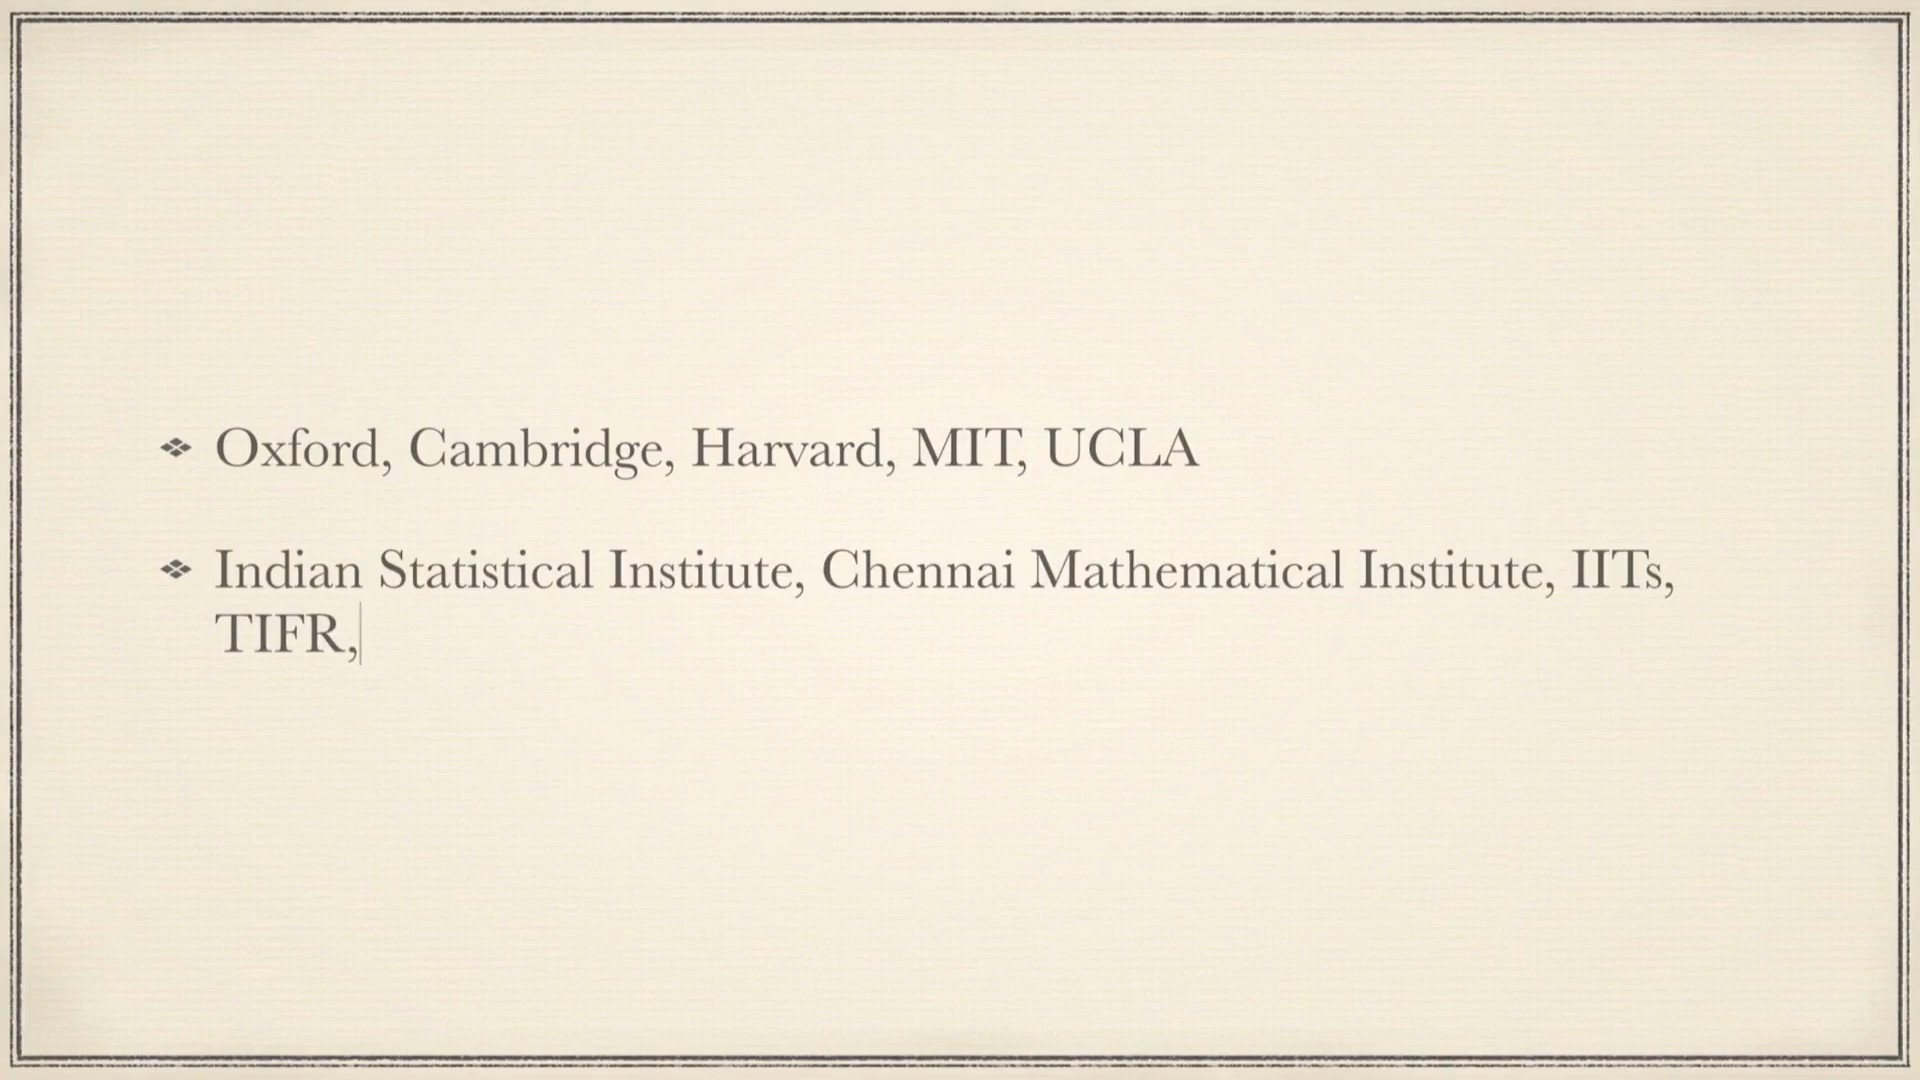 Oxford, Cambridge, Harvard, MIT, UCLA
Indian Statistical Institute, Chennai Mathematical Institute, IITs,
TIFR,